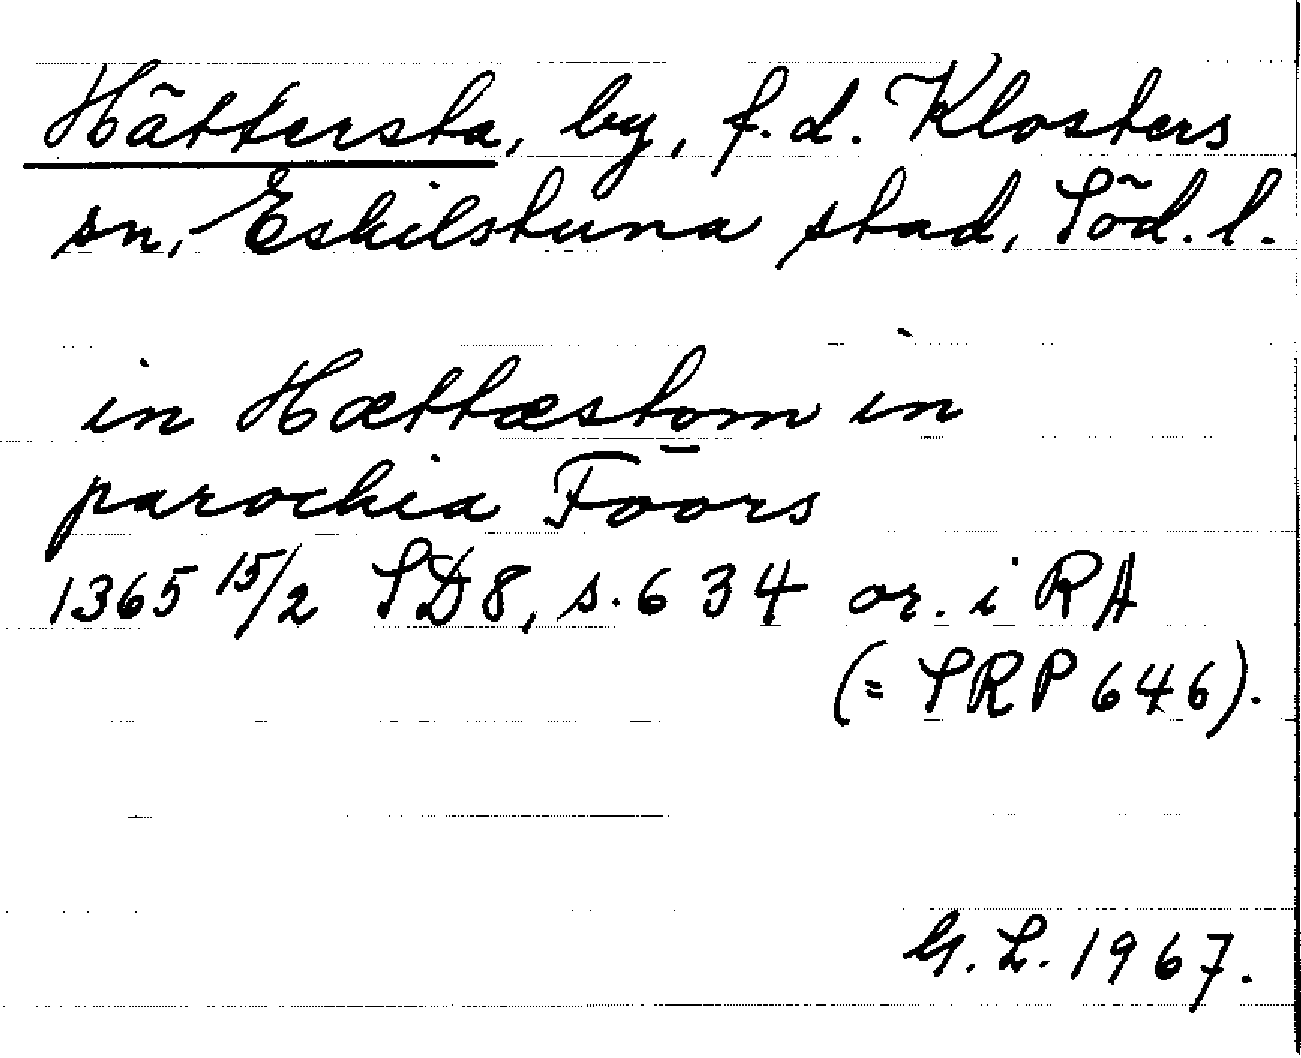 Hättersta, by, f.d. Klosters
sn, Eskilstuna stad, Söd. l.
in Hættæstom in
parochia Foors
1365 15/2 SD8, s. 634 or. i RA
(= SRP 646).
G. L. 1967.